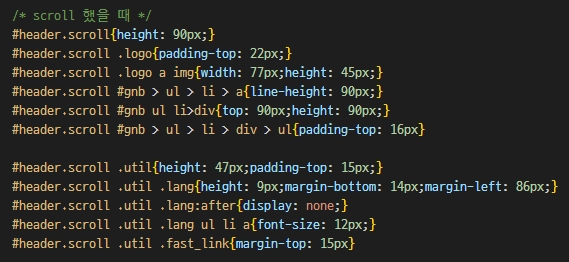 /* scroll 했을 때 */
#header.scroll{height: 90px;}
#header.scroll .logo{padding-top: 22px;}
#header.scroll .logo a img{width: 77px;height: 45px;}
#header.scroll #gnb > ul > li > a{line-height: 90px;}
#header.scroll #gnb ul li>div{top: 90px;height: 90px;}
#header.scroll #gnb > ul > li > div > ul{padding-top: 16px}
#header.scroll .util{height: 47px;padding-top: 15px;}
#header.scroll .util .lang{height: 9px;margin-bottom: 14px;margin-left: 86px;}
#header.scroll .util .lang:after{display: none;}
#header.scroll .util .lang ul li a{font-size: 12px;}
#header.scroll .util .fast_link{margin-top: 15px}